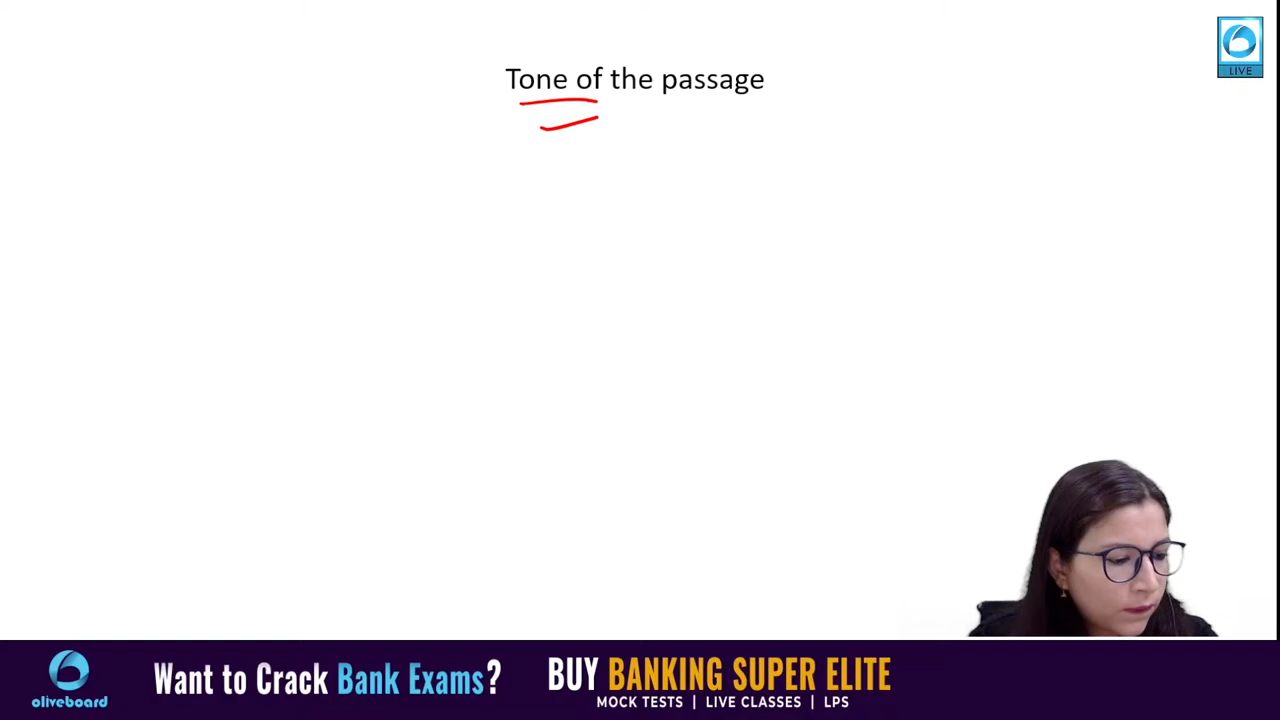 LIVE
Tone of the passage
Want to Crack Bank Exams?
BUY BANKING SUPER ELITE
MOCK TESTS | LIVE CLASSES | LPS
oliveboard